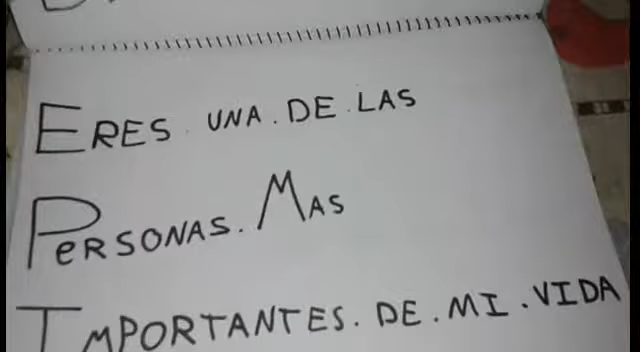 ERES. UNA. DE. LAS
PeRSONAS. MAS
IMPORTANTES. DE. MI. VIDA